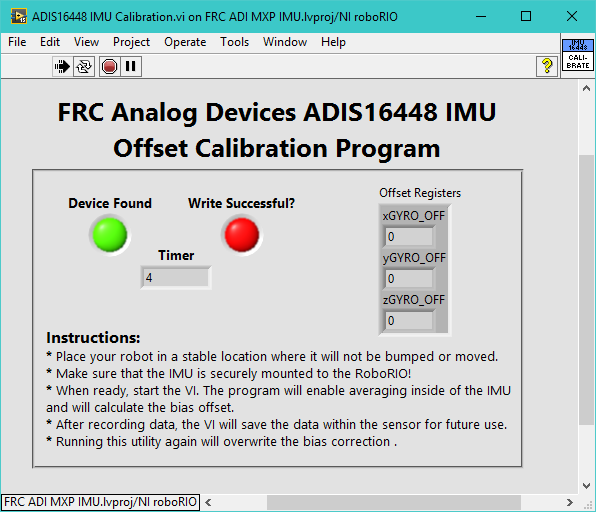 ADIS16448 IMU Calibration.vi on FRC ADI MXP IMU.lvproj/NI roboRIO
File Edit View Project Operate Tools Window Help
?
IMU
16448
CALI-
BRATE
FRC Analog Devices ADIS16448 IMU
Offset Calibration Program
Device Found
Write Successful?
Timer
4
Offset Registers
xGYRO_OFF
0
yGYRO_OFF
0
zGYRO_OFF
0
Instructions:
* Place your robot in a stable location where it will not be bumped or moved.
* Make sure that the IMU is securely mounted to the RoboRIO!
* When ready, start the VI. The program will enable averaging inside of the IMU
and will calculate the bias offset.
* After recording data, the VI will save the data within the sensor for future use.
* Running this utility again will overwrite the bias correction .
FRC ADI MXP IMU.lvproj/NI roboRIO